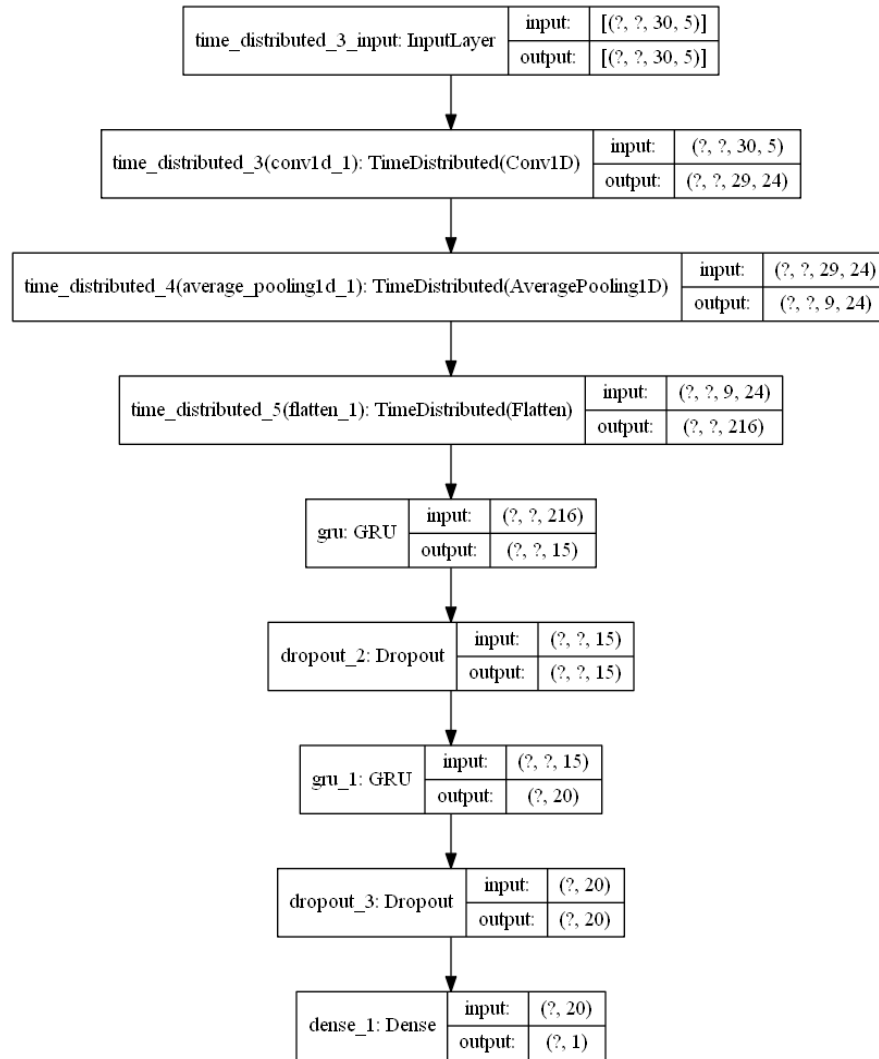 time_distributed_3_input: InputLayer
input: [(?, ?, 30, 5)]
output: [(?, ?, 30, 5)]
time_distributed_3(conv1d_1): TimeDistributed(Conv1D)
input: (?, ?, 30, 5)
output: (?, ?, 29, 24)
time_distributed_4(average_pooling1d_1): TimeDistributed(AveragePooling1D)
input: (?, ?, 29, 24)
output: (?, ?, 9, 24)
time_distributed_5(flatten_1): TimeDistributed(Flatten)
input: (?, ?, 9, 24)
output: (?, ?, 216)
gru: GRU
input: (?, ?, 216)
output: (?, ?, 15)
dropout_2: Dropout
input: (?, ?, 15)
output: (?, ?, 15)
gru_1: GRU
input: (?, ?, 15)
output: (?, 20)
dropout_3: Dropout
input: (?, 20)
output: (?, 20)
dense_1: Dense
input: (?, 20)
output: (?, 1)